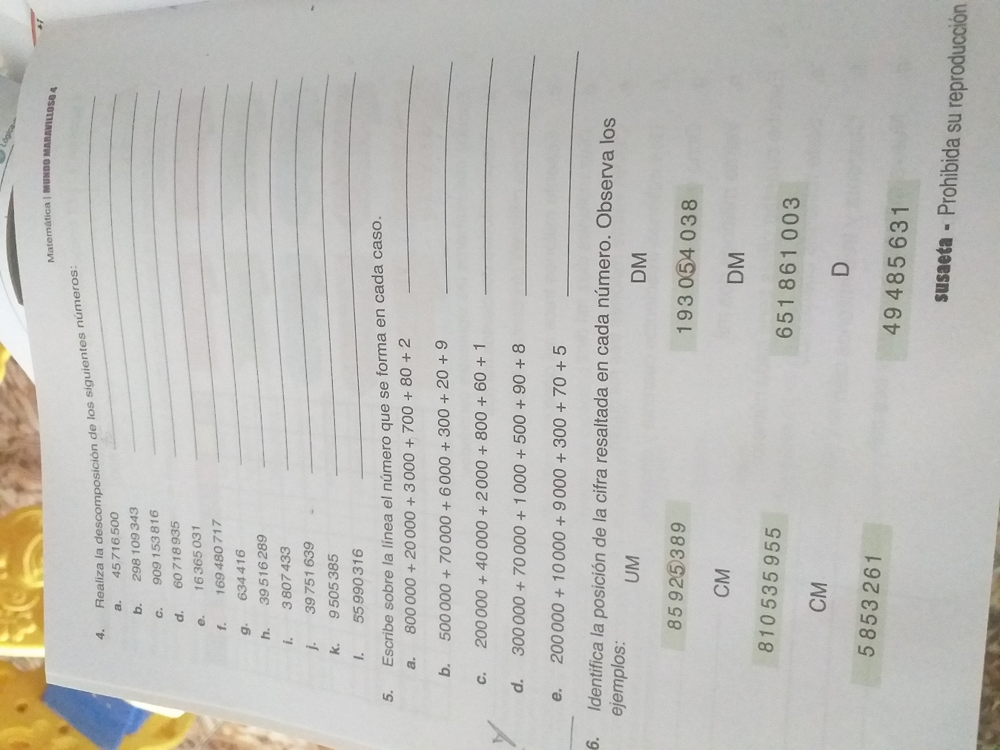 Matemática | MUNDO MARAVILLOSO 4
4. Realiza la descomposición de los siguientes números:
a. 45 716 500
b. 298 109 343
c. 909 153 816
d. 60 718 935
e. 16 365 031
f. 169 480 717
g. 634 416
h. 39 516 289
i. 3 807 433
j. 39 751 639
k. 9 505 385
l. 55 990 316
5. Escribe sobre la línea el número que se forma en cada caso.
a. 800 000 + 20 000 + 3 000 + 700 + 80 + 2
b. 500 000 + 70 000 + 6 000 + 300 + 20 + 9
c. 200 000 + 40 000 + 2 000 + 800 + 60 + 1
d. 300 000 + 70 000 + 1 000 + 500 + 90 + 8
e. 200 000 + 10 000 + 9 000 + 300 + 70 + 5
6. Identifica la posición de la cifra resaltada en cada número. Observa los
ejemplos:
UM DM
85 925 389 193 054 038
CM DM
810 535 955 651 861 003
CM D
5 853 261 49 485 631
susaeta - Prohibida su reproducción